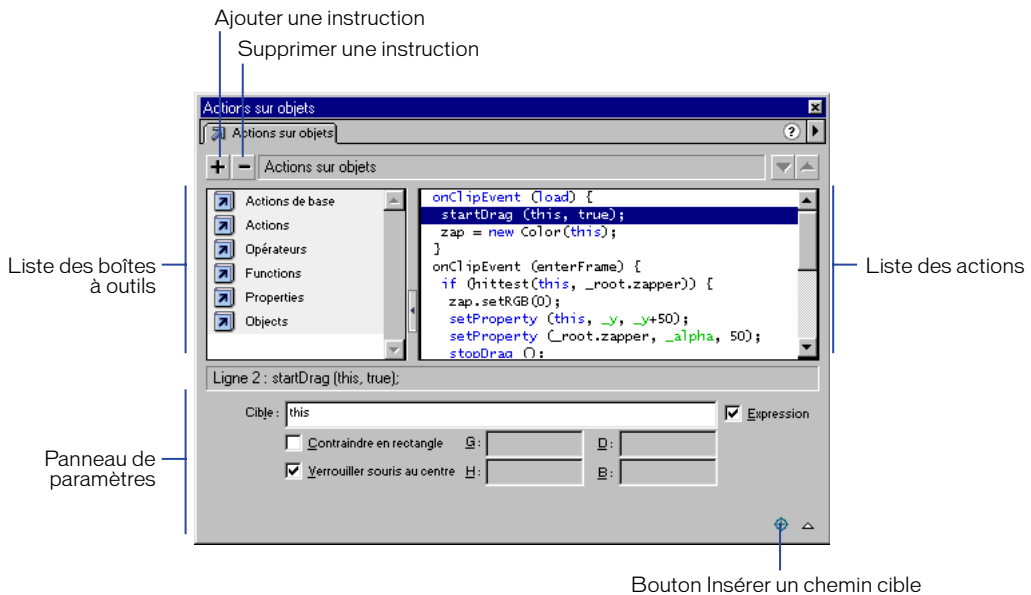 Ajouter une instruction
Supprimer une instruction
Actions sur objets
Actions sur objets
Actions sur objets
Actions de base
Actions
Opérateurs
Functions
Properties
Objects
onClipEvent (load) {
startDrag (this, true);
zap = new Color(this);
}
onClipEvent (enterFrame) {
if (hittest(this, _root.zapper)) {
zap.setRGB(0);
setProperty (this, _y, _y+50);
setProperty (_root.zapper, _alpha, 50);
stopDrag ();
Liste des boîtes
à outils
Liste des actions
Ligne 2 : startDrag (this, true);
Cible : this
Expression
Contraindre en rectangle G : D :
Verrouiller souris au centre H : B :
Panneau de
paramètres
Bouton Insérer un chemin cible